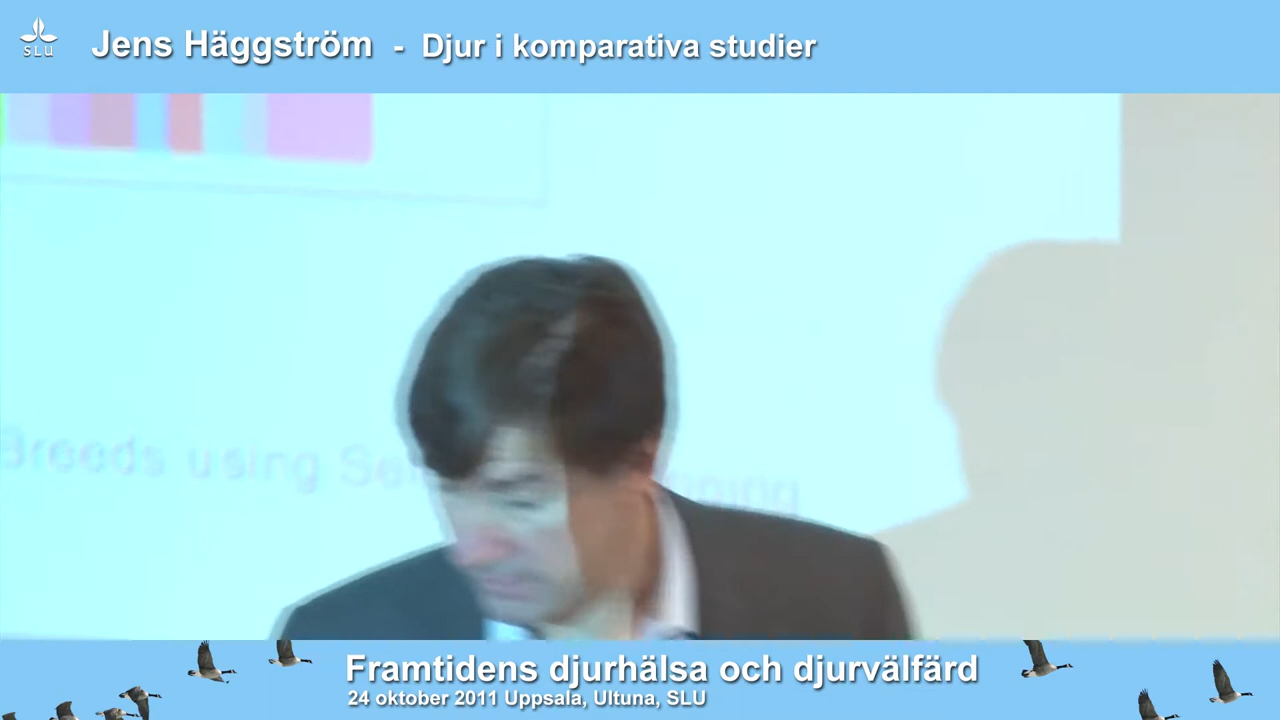 SLU
Jens Häggström - Djur i komparativa studier
Breeds using
Framtidens djurhälsa och djurvälfärd
24 oktober 2011 Uppsala, Ultuna, SLU